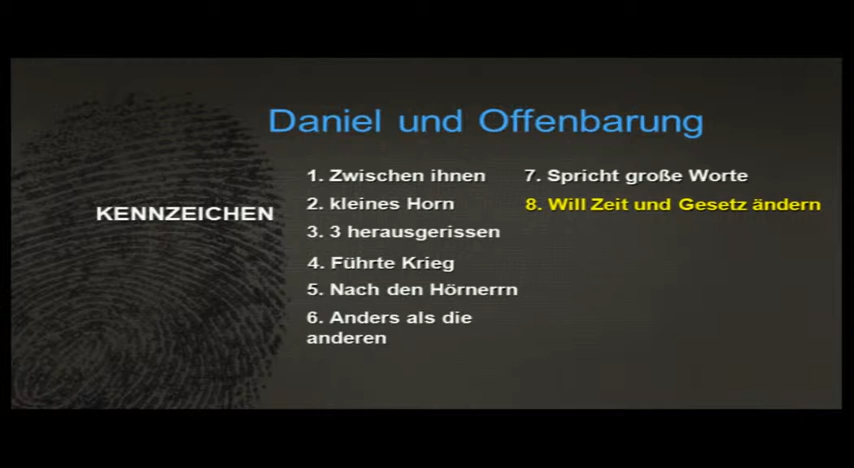 Daniel und Offenbarung
KENNZEICHEN
1. Zwischen ihnen
2. kleines Horn
3. 3 herausgerissen
4. Führte Krieg
5. Nach den Hörnerrn
6. Anders als die
anderen
7. Spricht große Worte
8. Will Zeit und Gesetz ändern